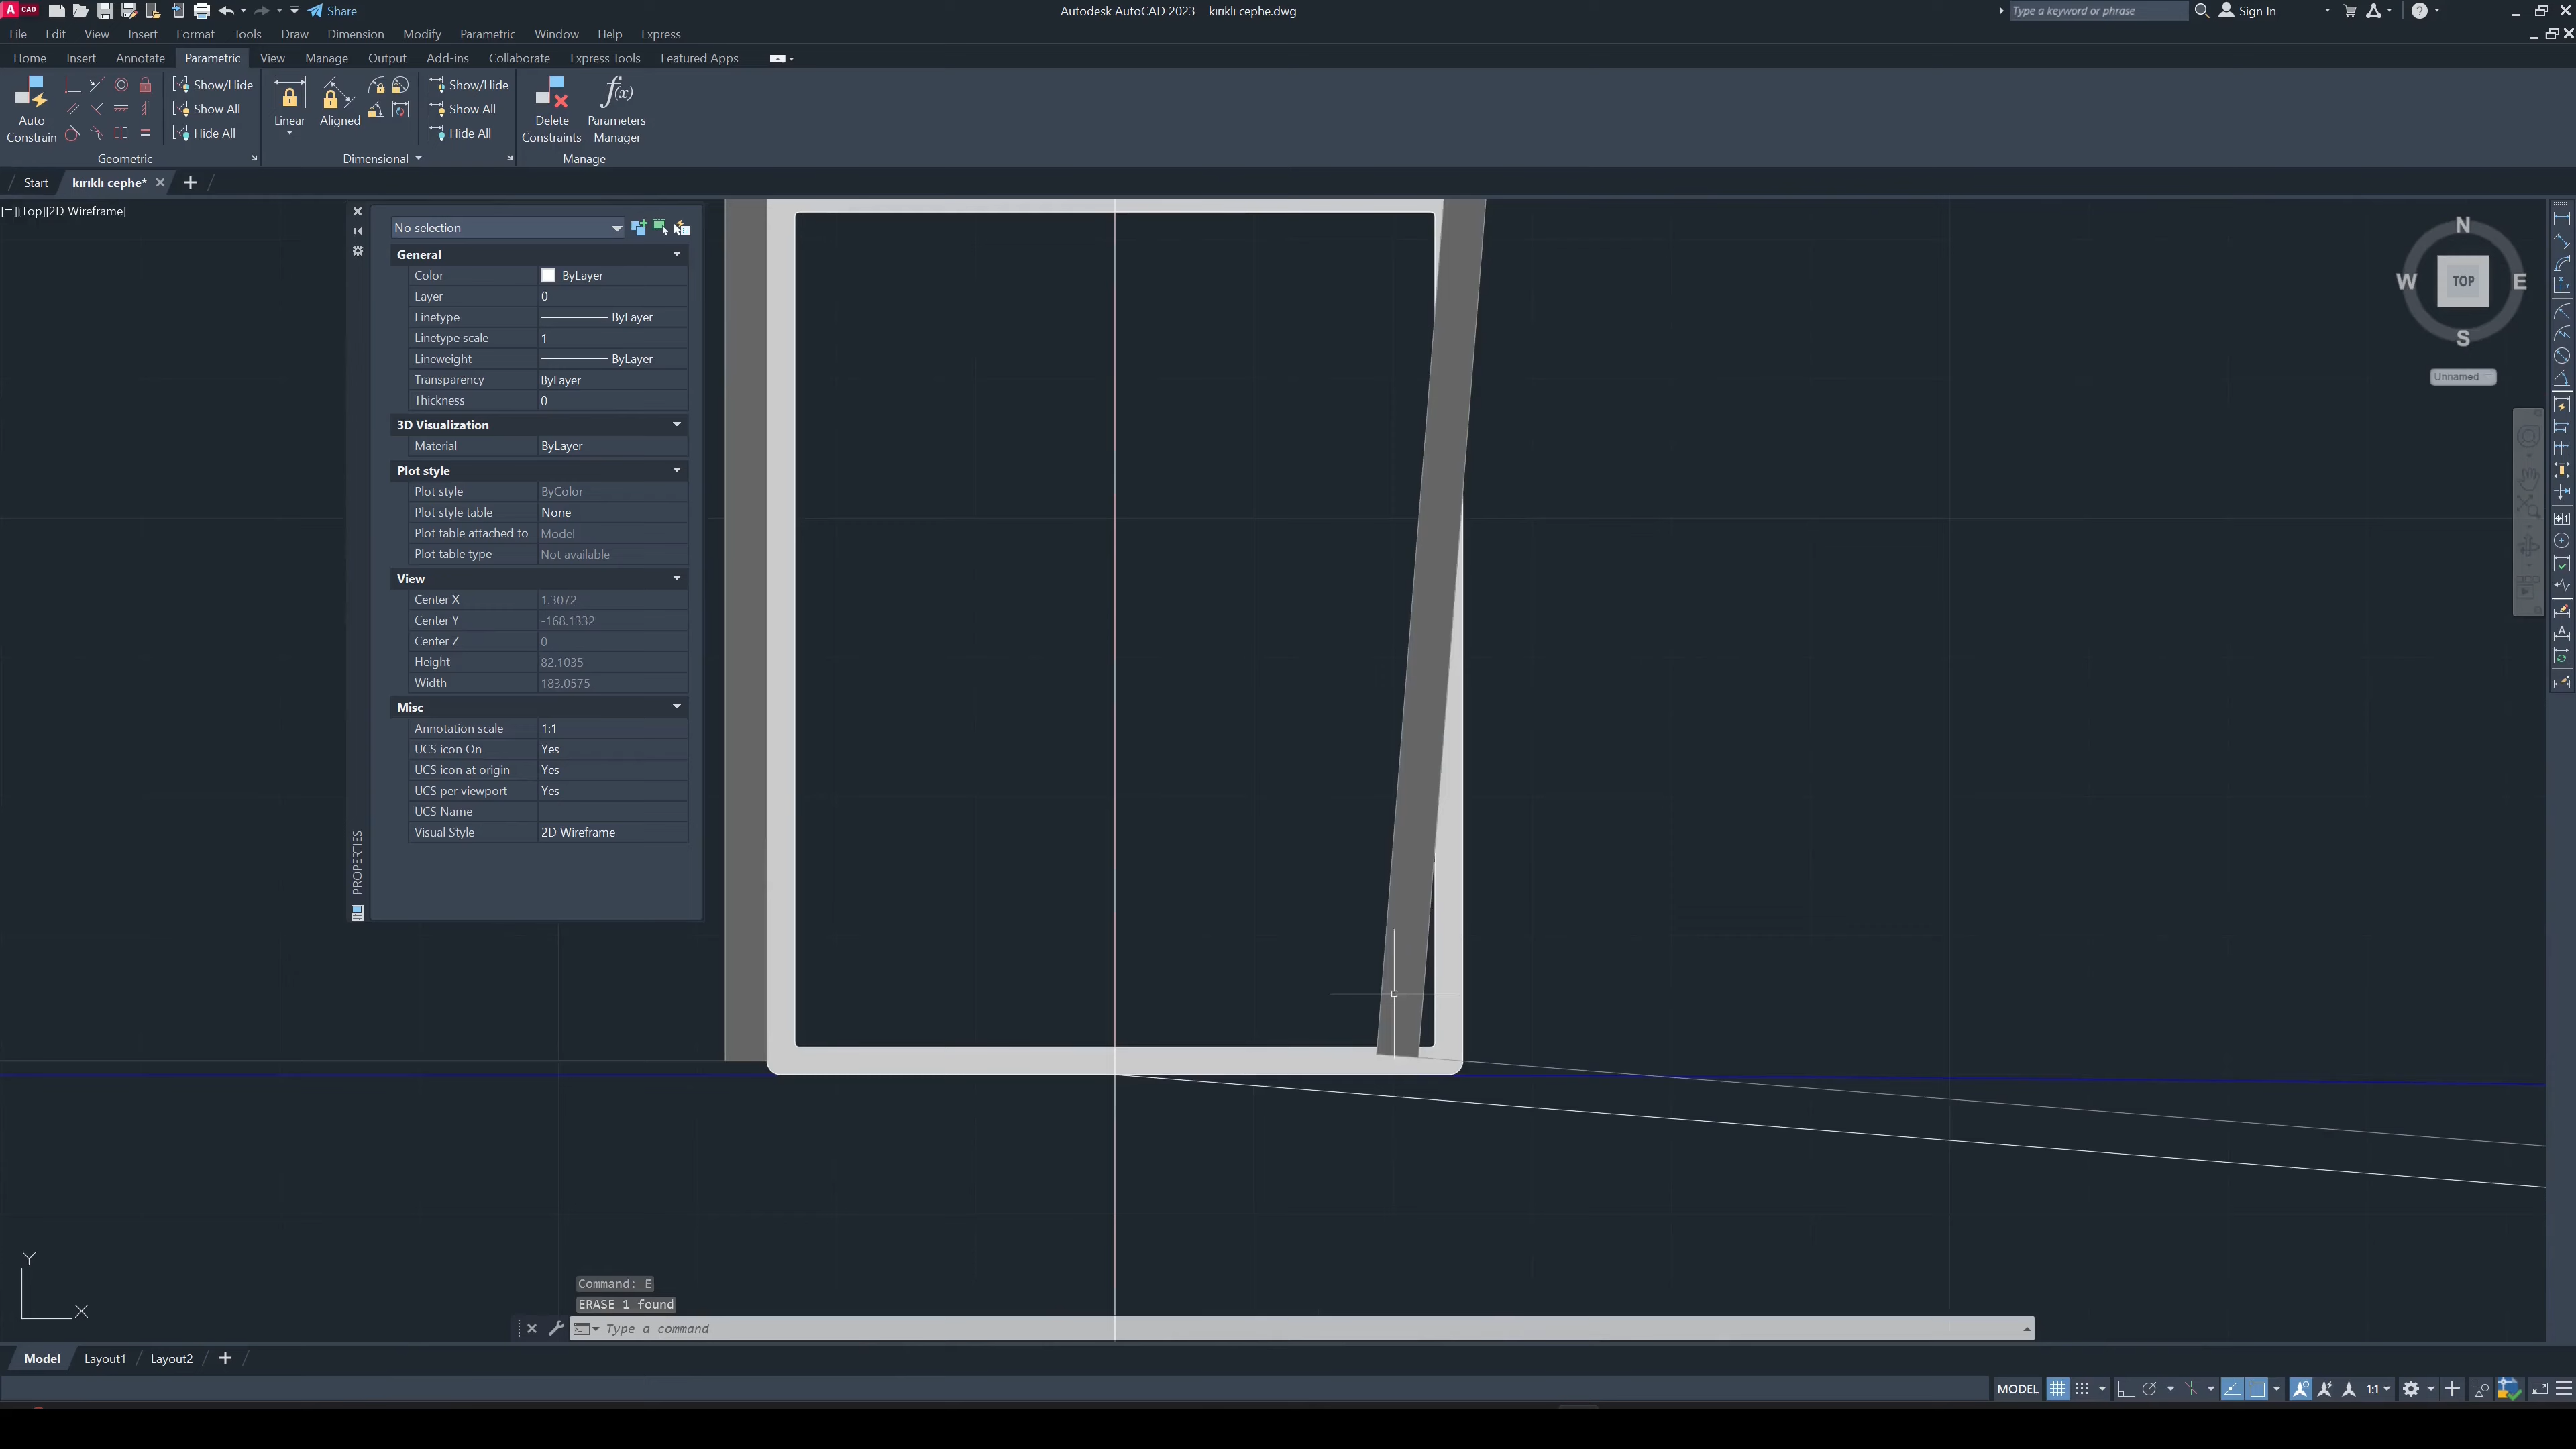 A CAD
Share
Autodesk AutoCAD 2023 kırıklı cephe.dwg
Type a keyword or phrase
Sign In
File Edit View Insert Format Tools Draw Dimension Modify Parametric Window Help Express
Home Insert Annotate Parametric View Manage Output Add-ins Collaborate Express Tools Featured Apps
Auto Constrain
Show/Hide
Show All
Hide All
Geometric
Linear
Aligned
Show/Hide
Show All
Hide All
Dimensional
Delete Constraints
f(x)
Parameters Manager
Manage
Start
kırıklı cephe*
[−][Top][2D Wireframe]
No selection
General
Color ByLayer
Layer 0
Linetype ByLayer
Linetype scale 1
Lineweight ByLayer
Transparency ByLayer
Thickness 0
3D Visualization
Material ByLayer
Plot style
Plot style ByColor
Plot style table None
Plot table attached to Model
Plot table type Not available
View
Center X 1.3072
Center Y -168.1332
Center Z 0
Height 82.1035
Width 183.0575
Misc
Annotation scale 1:1
UCS icon On Yes
UCS icon at origin Yes
UCS per viewport Yes
UCS Name
Visual Style 2D Wireframe
PROPERTIES
N
W TOP E
S
Unnamed
Y
X
Command: E
ERASE 1 found
Type a command
Model Layout1 Layout2
MODEL
1:1